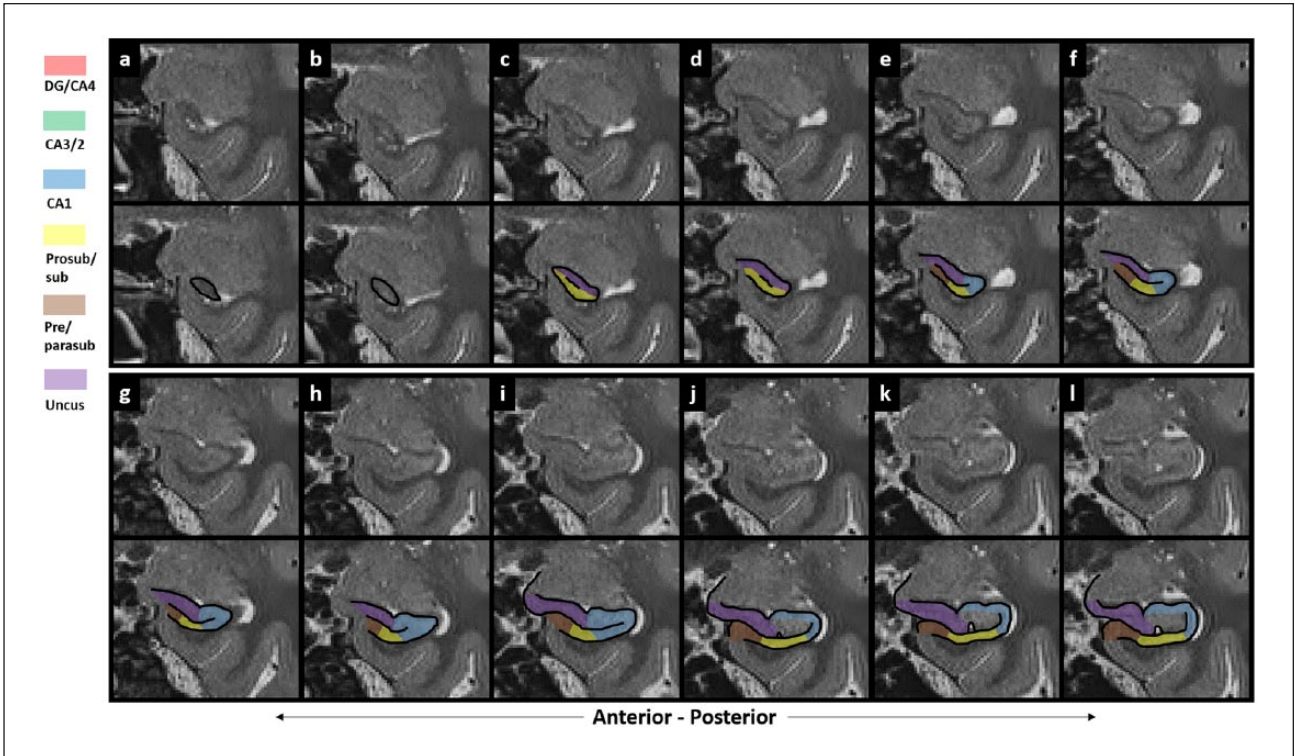 DG/CA4
CA3/2
CA1
Prosub/
sub
Pre/
parasub
Uncus
a
b
c
d
e
f
g
h
i
j
k
l
Anterior - Posterior